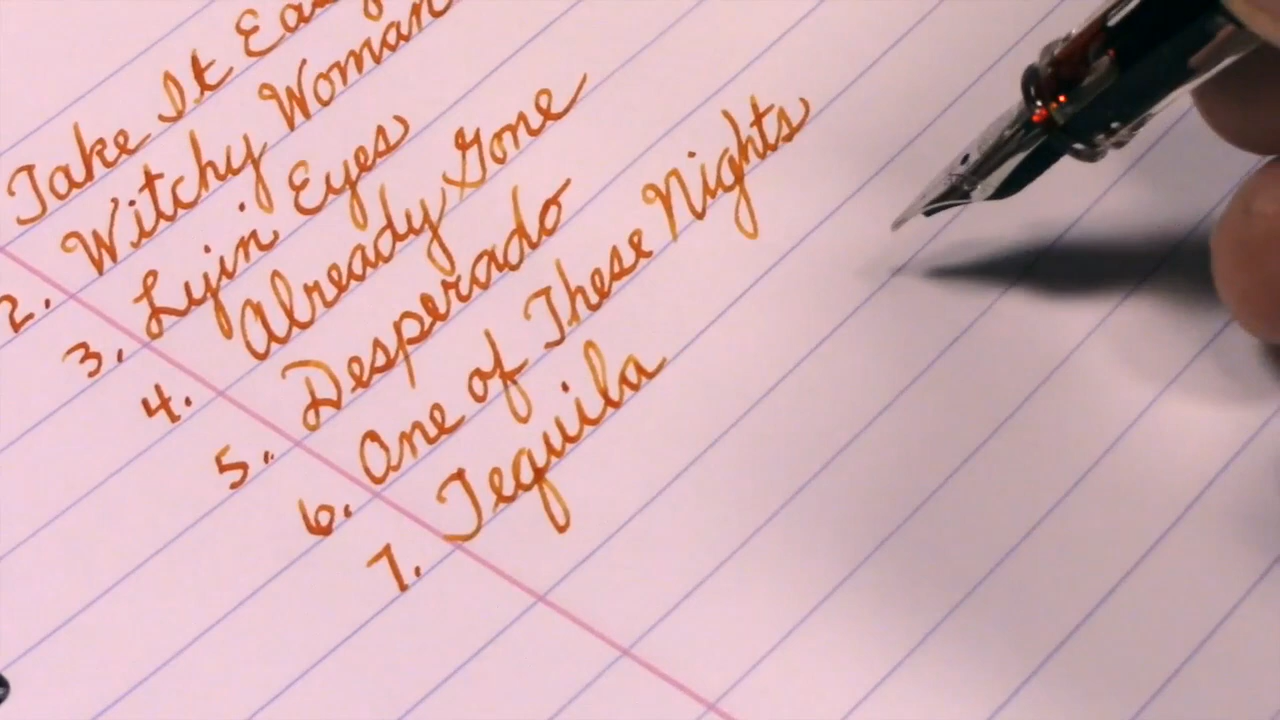 Take It Easy
2. Witchy Woman
3. Lyin Eyes
4. Already Gone
5. Desperado
6. One of These Nights
7. Tequila